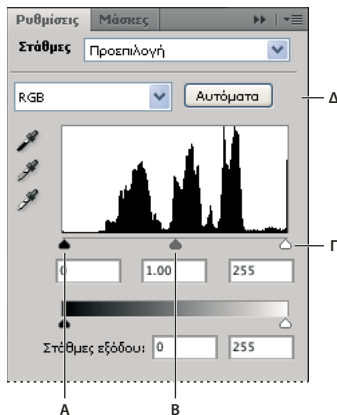 Ρυθμίσεις Μάσκες
Στάθμες Προεπιλογή
RGB Αυτόματα Δ
Γ
0 1.00 255
Στάθμες εξόδου: 0 255
Α Β